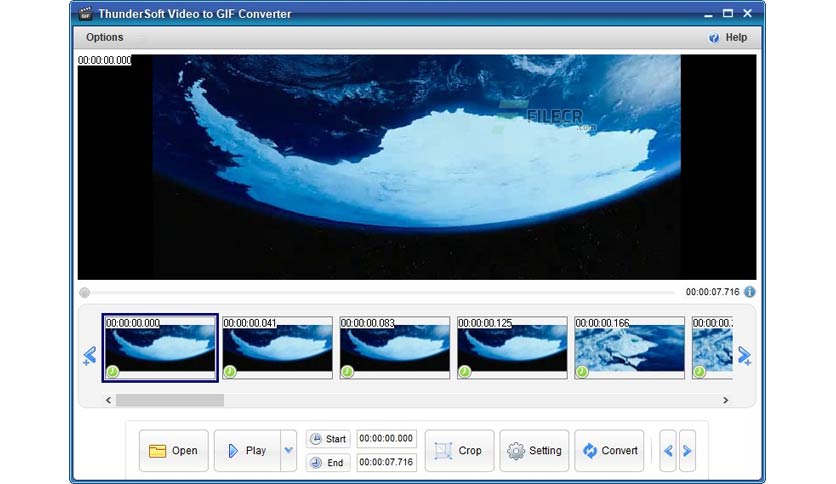 ThunderSoft Video to GIF Converter
Options
Help
00:00:00.000
FILECR
.com
00:00:07.716
00:00:00.000
00:00:00.041
00:00:00.083
00:00:00.125
00:00:00.166
00:00:00.
Open
Play
Start
00:00:00.000
End
00:00:07.716
Crop
Setting
Convert